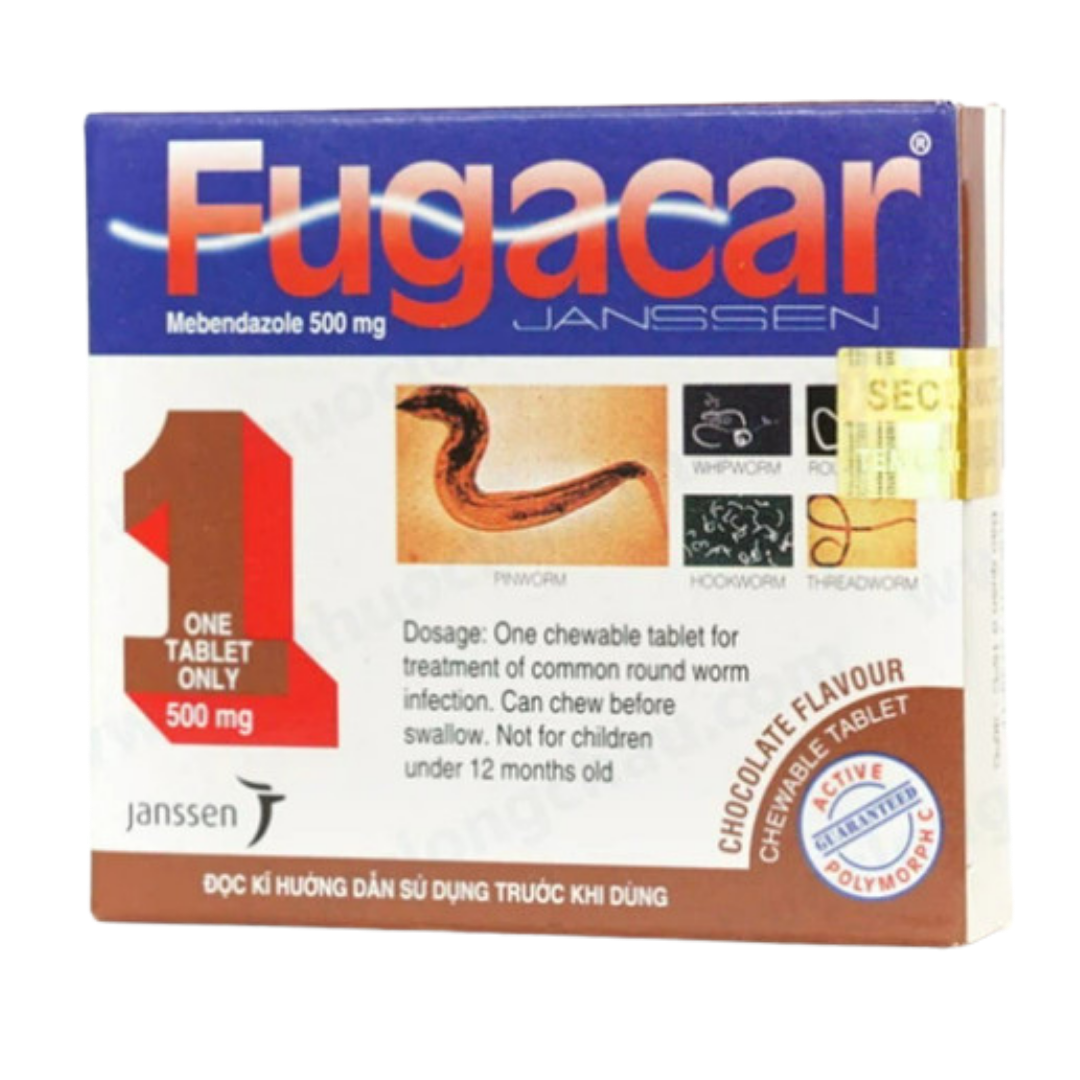 Fugacar®
Mebendazole 500 mg
JANSSEN
SEC
WHIPWORM
PINWORM
HOOKWORM
THREADWORM
1
ONE
TABLET
ONLY
500 mg
Dosage: One chewable tablet for
treatment of common round worm
infection. Can chew before
swallow. Not for children
under 12 months old
CHOCOLATE FLAVOUR
CHEWABLE TABLET
ACTIVE
GUARANTEED
POLYMORPH C
janssen
ĐỌC KĨ HƯỚNG DẪN SỬ DỤNG TRƯỚC KHI DÙNG